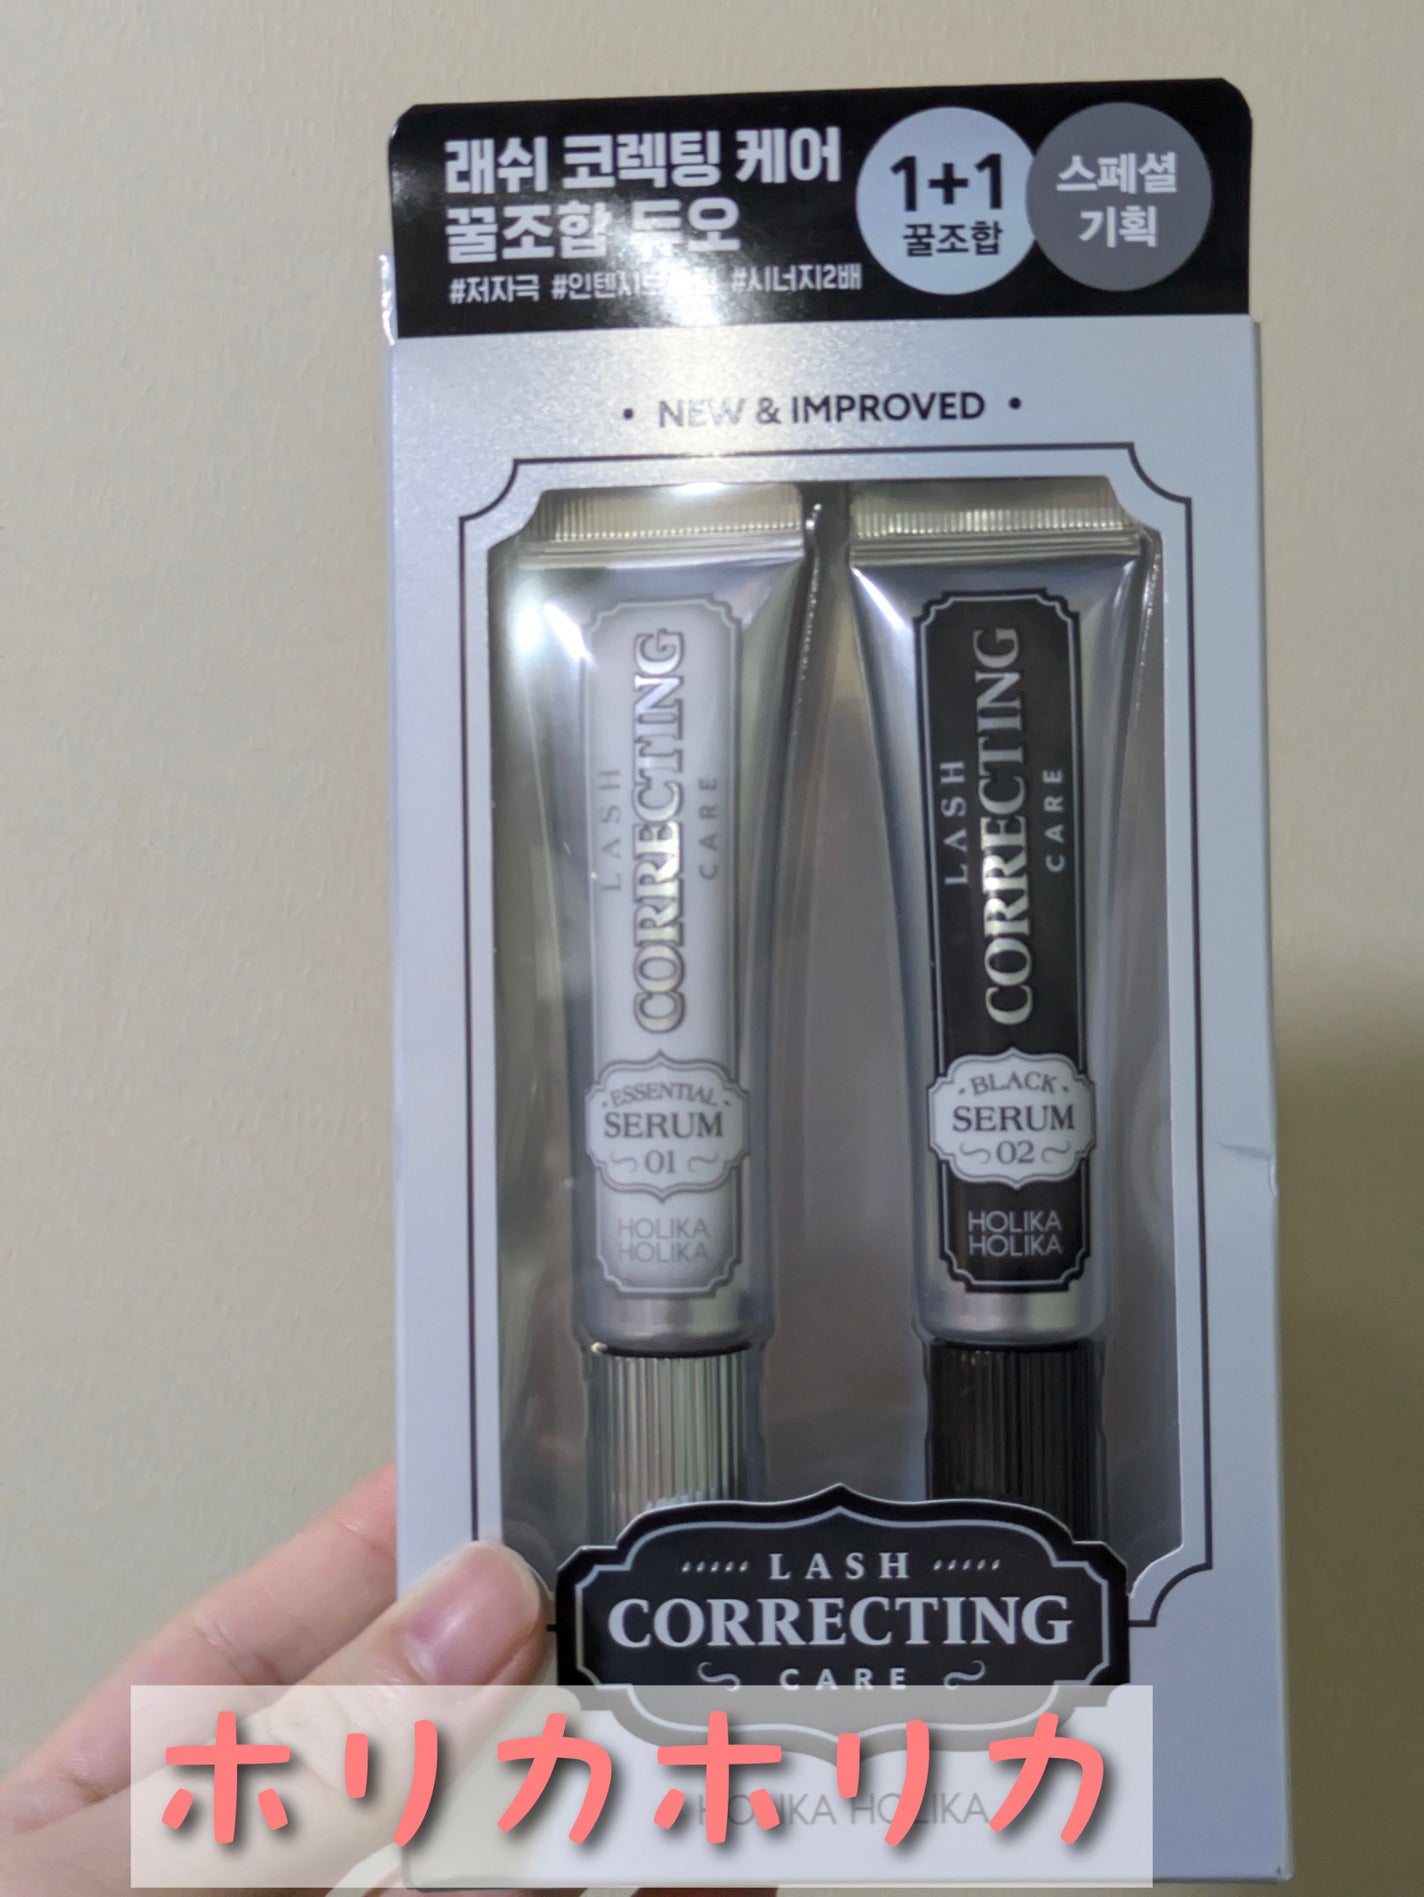 래쉬 코렉팅 케어
꿀조합 듀오
1+1
꿀조합
스페셜
기획
#저자극 #시너지2배
• NEW & IMPROVED •
LASH
CORRECTING
CARE
ESSENTIAL
SERUM
01
HOLIKA
HOLIKA
LASH
CORRECTING
CARE
BLACK
SERUM
02
HOLIKA
HOLIKA
LASH
CORRECTING
CARE
ホリカホリカ
HOLIKA HOLIKA